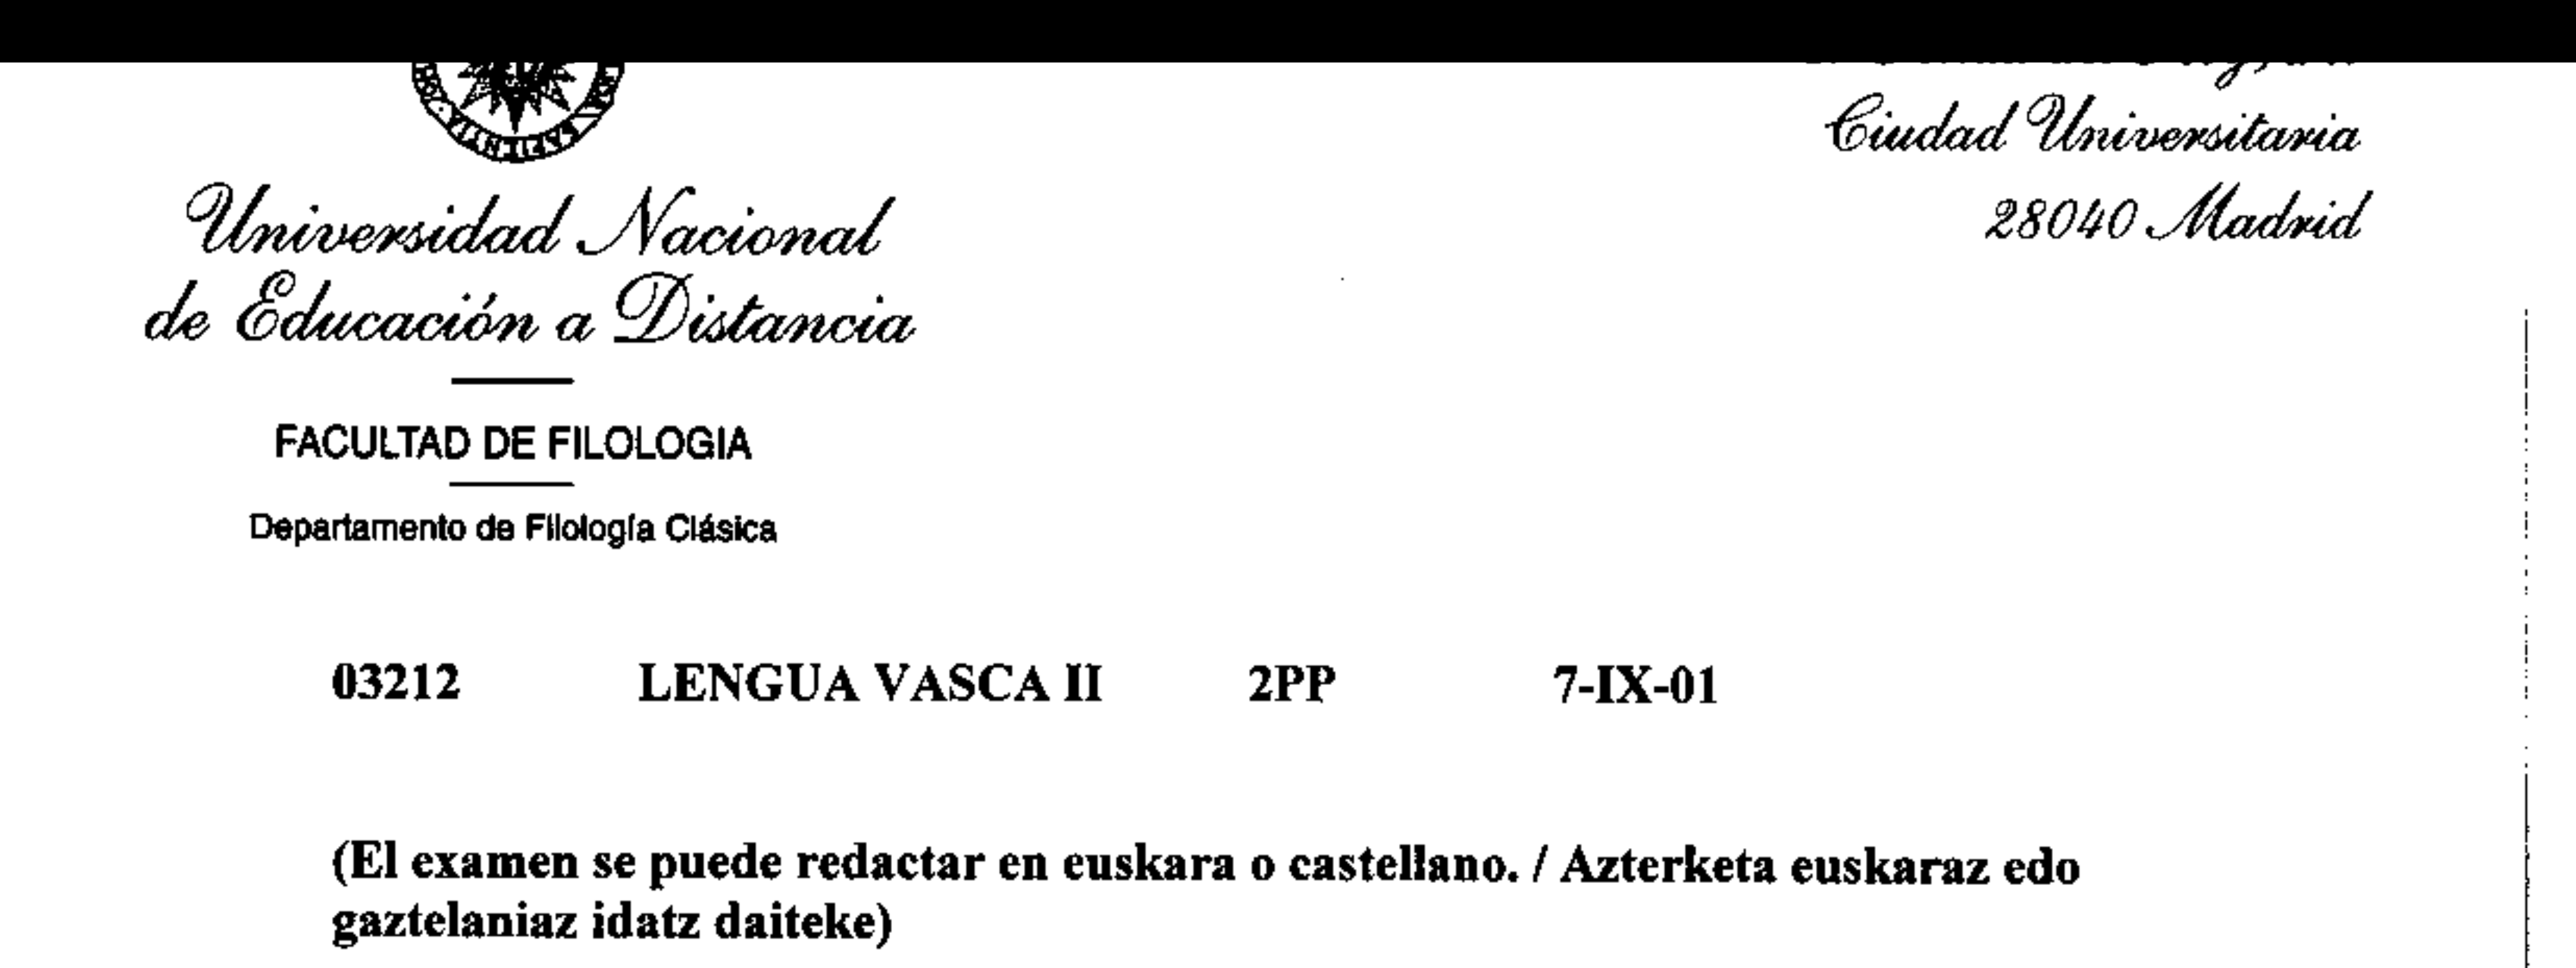 Ciudad Universitaria
28040 Madrid
Universidad Nacional
de Educación a Distancia
FACULTAD DE FILOLOGIA
Departamento de Filología Clásica
03212 LENGUA VASCA II 2PP 7-IX-01
(El examen se puede redactar en euskara o castellano. / Azterketa euskaraz edo
gaztelaniaz idatz daiteke)